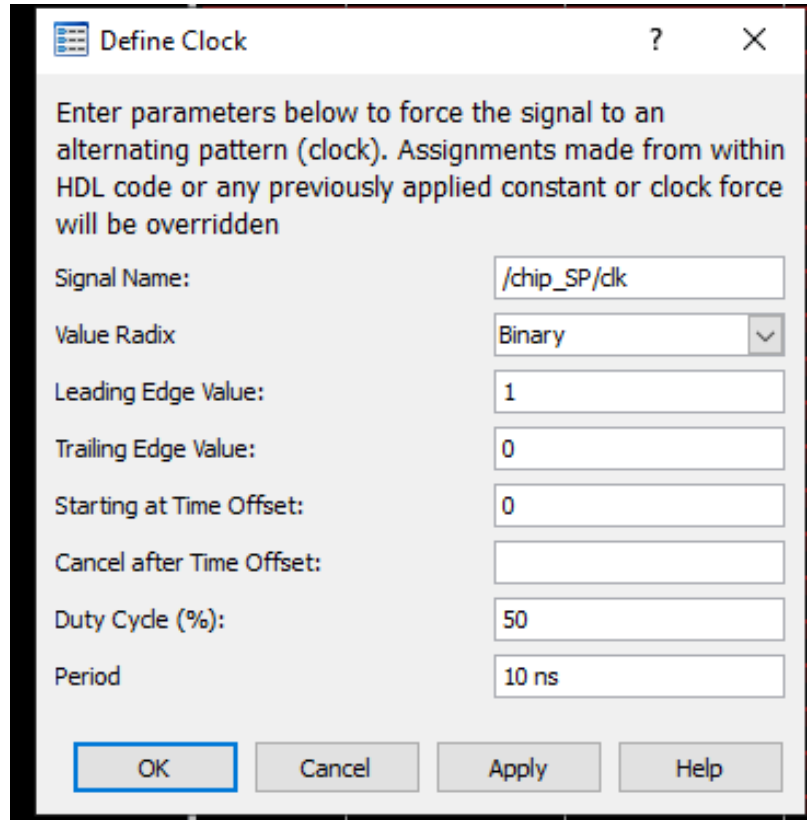 Define Clock ? ×
Enter parameters below to force the signal to an
alternating pattern (clock). Assignments made from within
HDL code or any previously applied constant or clock force
will be overridden
Signal Name: /chip_SP/clk
Value Radix Binary
Leading Edge Value: 1
Trailing Edge Value: 0
Starting at Time Offset: 0
Cancel after Time Offset:
Duty Cycle (%): 50
Period 10 ns
OK Cancel Apply Help